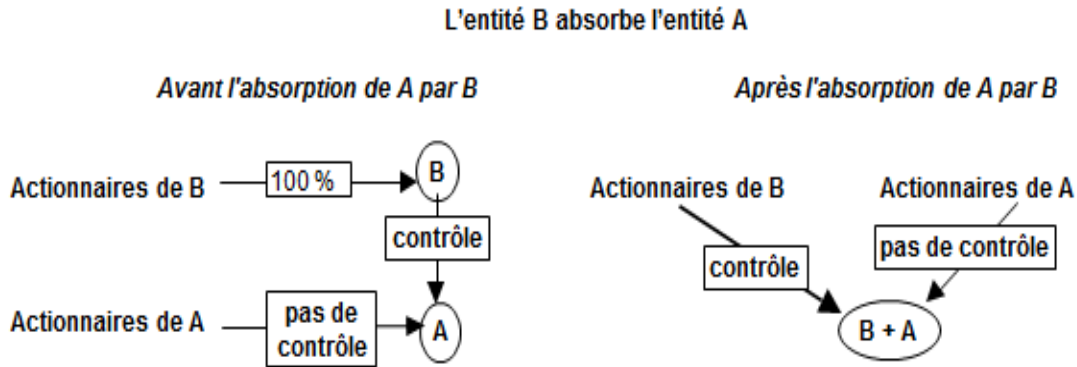 L'entité B absorbe l'entité A
Avant l'absorption de A par B
Actionnaires de B
100 %
B
contrôle
Actionnaires de A
pas de
contrôle
A
Après l'absorption de A par B
Actionnaires de B
Actionnaires de A
contrôle
pas de contrôle
B + A